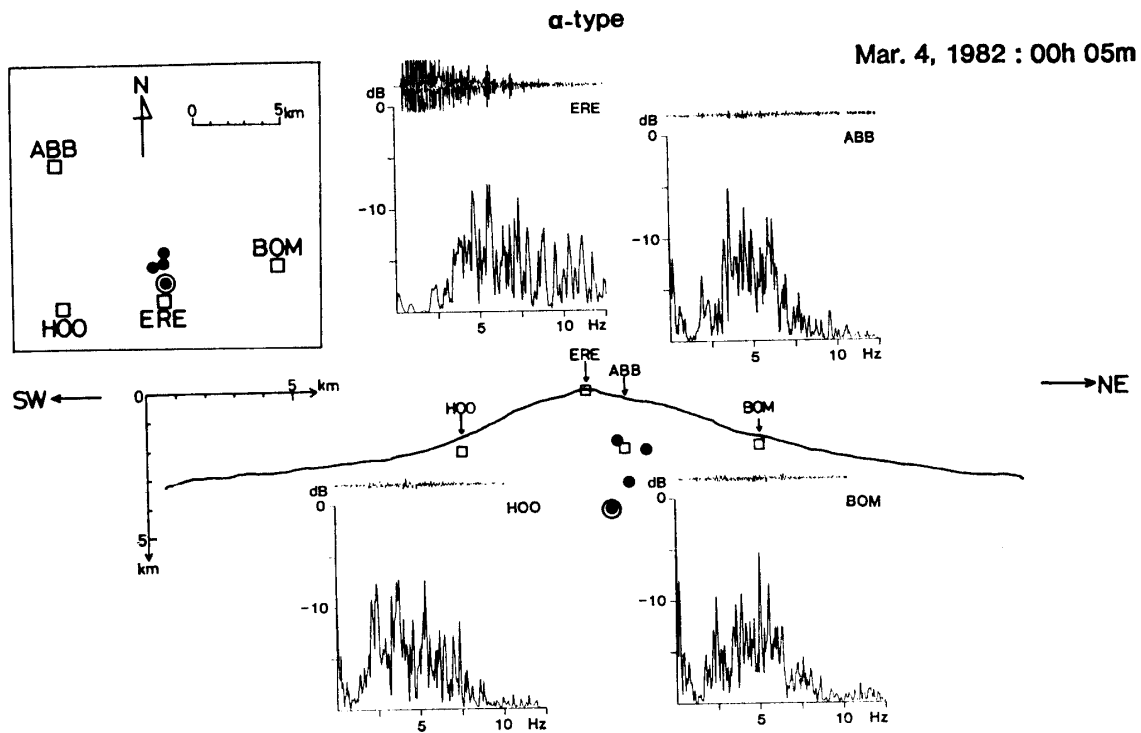 α-type
Mar. 4, 1982 : 00h 05m
N
0 5km
ABB
BOM
HOO
ERE
dB
0
-10
ERE
5 10 Hz
dB
0
-10
ABB
5 10 Hz
SW
NE
0
5 km
5
km
HOO
ERE
ABB
BOM
dB
0
-10
HOO
5 10 Hz
dB
0
-10
BOM
5 10 Hz